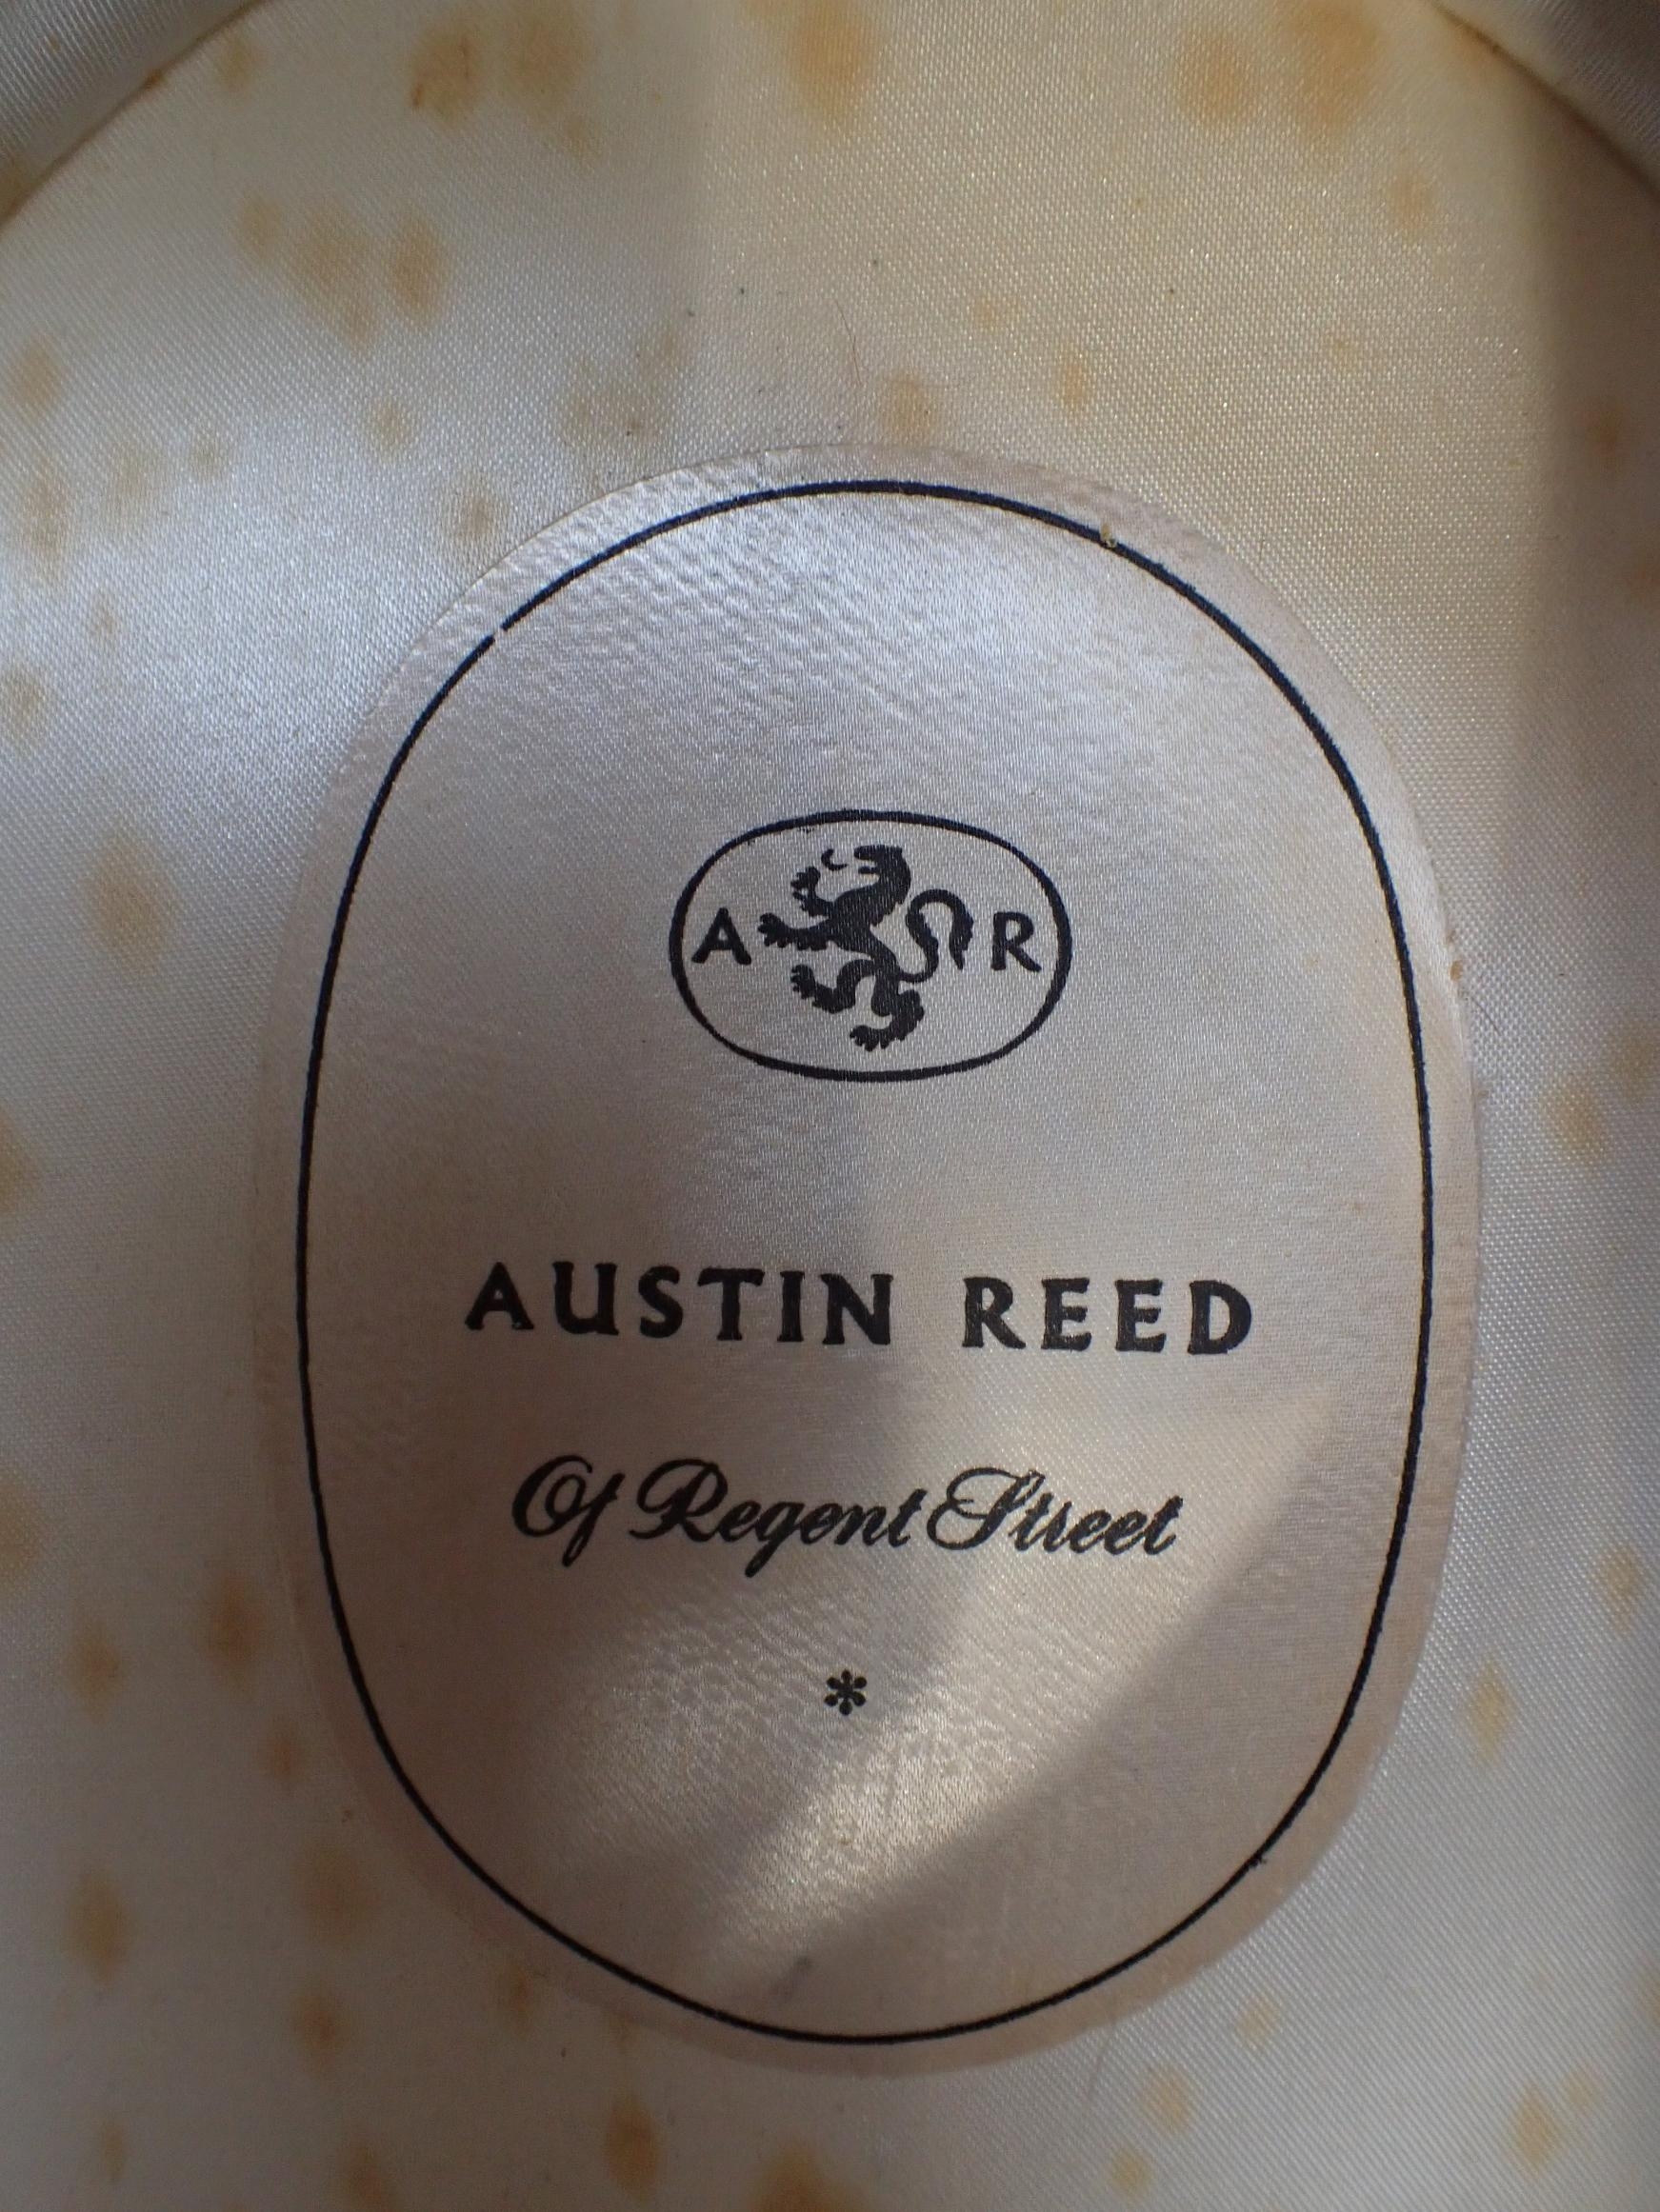 A R
AUSTIN REED
Of Regent Street
*